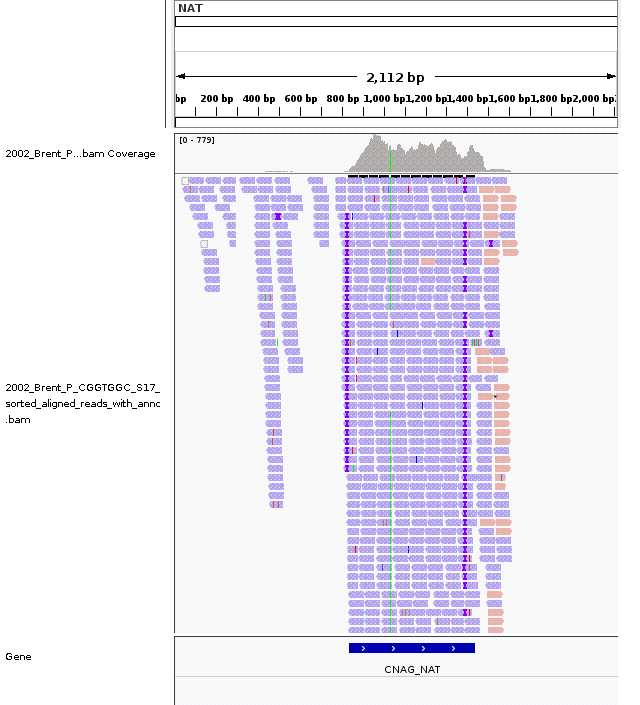 NAT
2,112 bp
bp 200 bp 400 bp 600 bp 800 bp 1,000 bp 1,200 bp 1,400 bp 1,600 bp 1,800 bp 2,000 bp
[0 - 779]
2002_Brent_P...bam Coverage
2002_Brent_P_CGGTGGC_S17_
sorted_aligned_reads_with_annc
.bam
Gene
CNAG_NAT